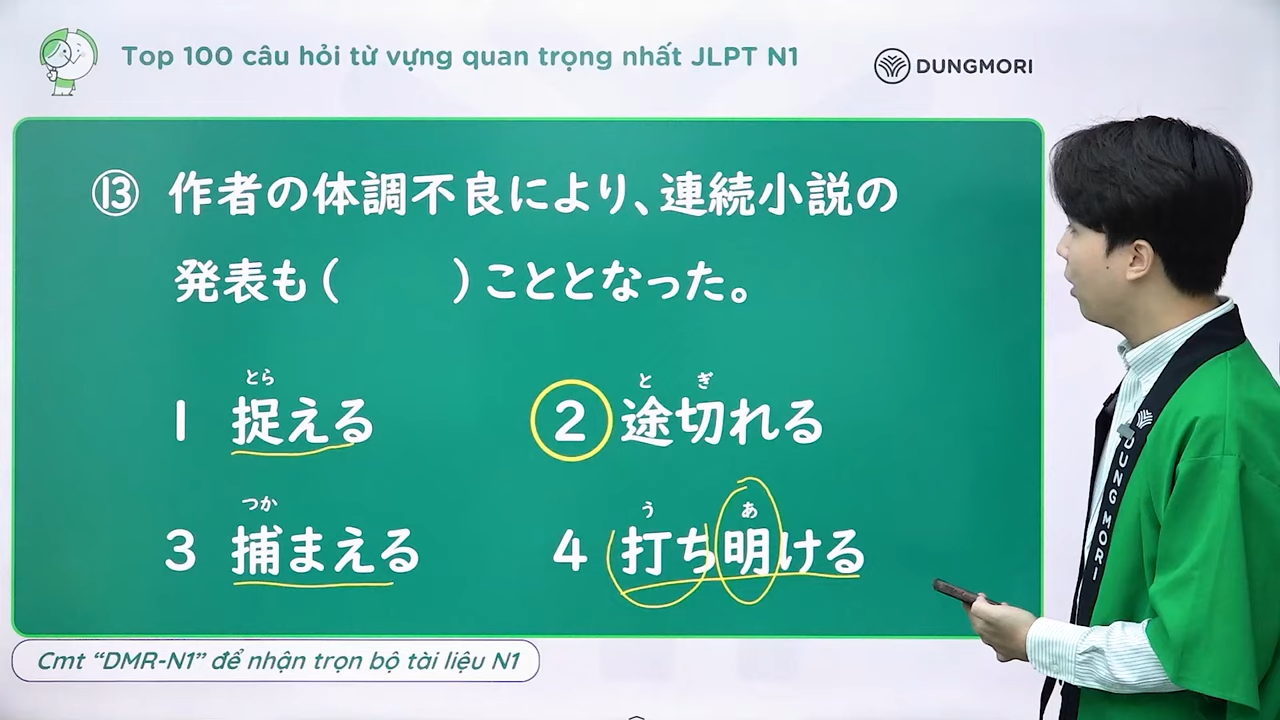 Top 100 câu hỏi từ vựng quan trọng nhất JLPT N1
DUNGMORI
⑬ 作者の体調不良により、連続小説の
発表も( )こととなった。
とら
1 捉える
と ぎ
2 途切れる
つか
3 捕まえる
う あ
4 打ち明ける
Cmt “DMR-N1” để nhận trọn bộ tài liệu N1
DUNG MORI